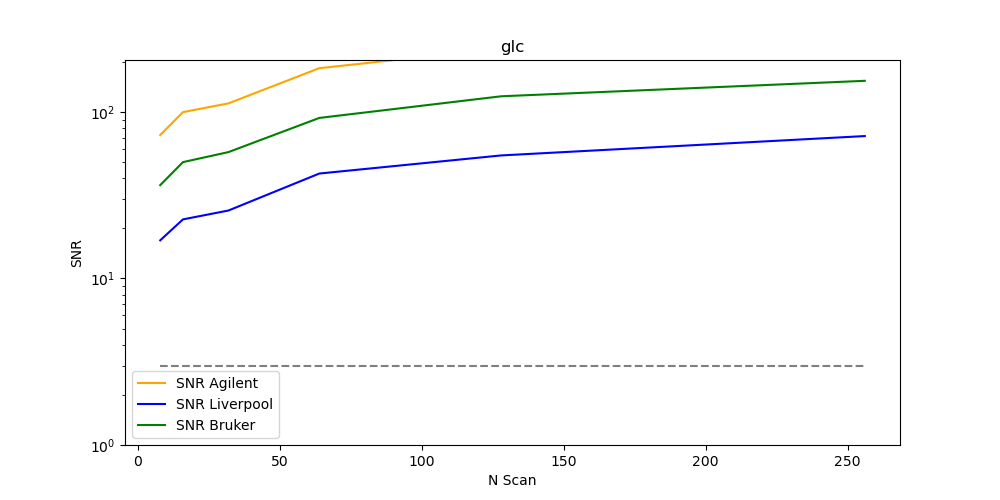 glc
10²
10¹
10⁰
SNR
SNR Agilent
SNR Liverpool
SNR Bruker
0 50 100 150 200 250
N Scan